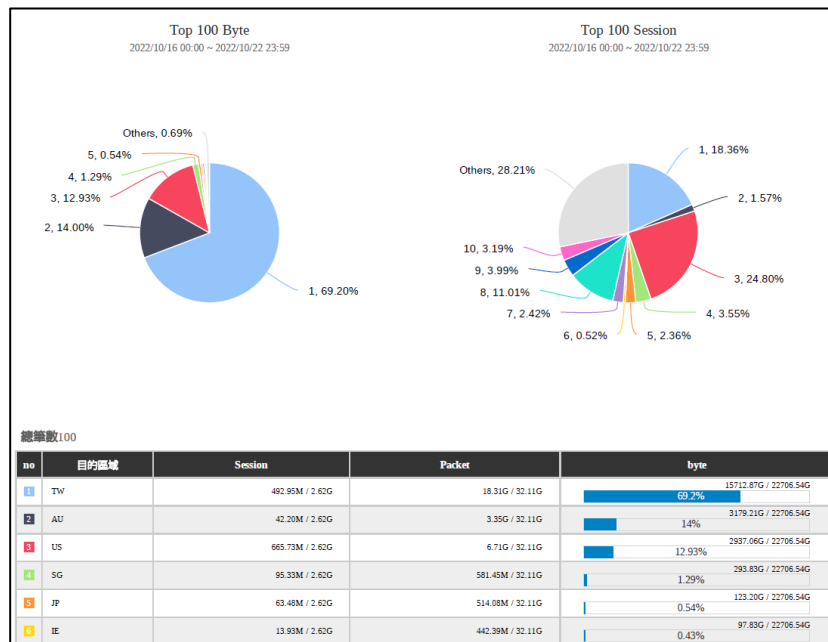 Top 100 Byte
2022/10/16 00:00 ~ 2022/10/22 23:59
Others, 0.69%
5, 0.54%
4, 1.29%
3, 12.93%
2, 14.00%
1, 69.20%
Top 100 Session
2022/10/16 00:00 ~ 2022/10/22 23:59
1, 18.36%
Others, 28.21%
2, 1.57%
10, 3.19%
9, 3.99%
3, 24.80%
8, 11.01%
7, 2.42%
4, 3.55%
6, 0.52%
5, 2.36%
總筆數100
no 目的區域 Session Packet byte
1 TW 492.95M / 2.62G 18.31G / 32.11G 15712.87G / 22706.54G
69.2%
2 AU 42.20M / 2.62G 3.35G / 32.11G 3179.21G / 22706.54G
14%
3 US 665.73M / 2.62G 6.71G / 32.11G 2937.06G / 22706.54G
12.93%
4 SG 95.33M / 2.62G 581.45M / 32.11G 293.83G / 22706.54G
1.29%
5 JP 63.48M / 2.62G 514.08M / 32.11G 123.20G / 22706.54G
0.54%
6 IE 13.93M / 2.62G 442.39M / 32.11G 97.83G / 22706.54G
0.43%